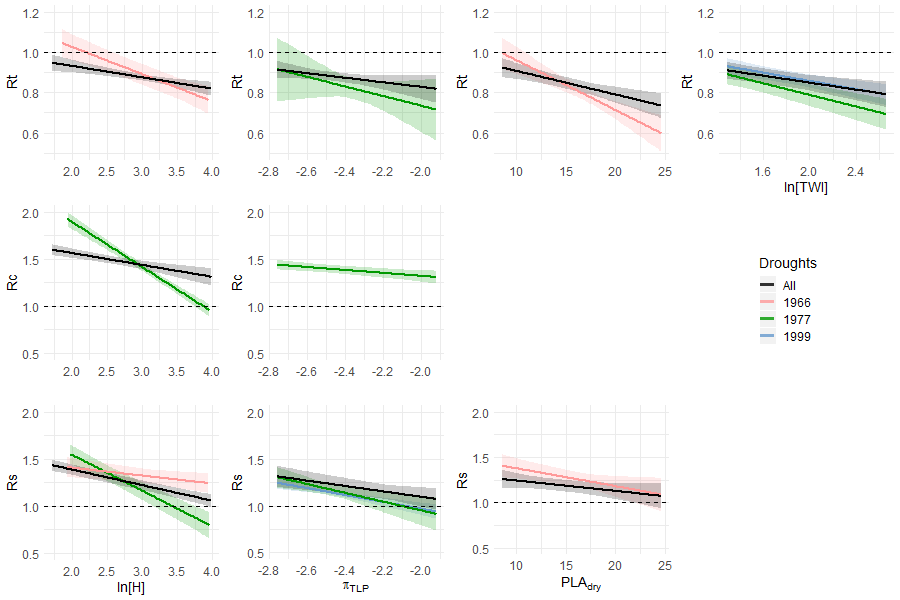 1.2 1.0 0.8 0.6 Rt
2.0 2.5 3.0 3.5 4.0
1.2 1.0 0.8 0.6 Rt
-2.8 -2.6 -2.4 -2.2 -2.0
1.2 1.0 0.8 0.6 Rt
10 15 20 25
1.2 1.0 0.8 0.6 Rt
1.6 2.0 2.4
ln[TWI]
2.0 1.5 1.0 0.5 Rc
2.0 2.5 3.0 3.5 4.0
2.0 1.5 1.0 0.5 Rc
-2.8 -2.6 -2.4 -2.2 -2.0
Droughts
All
1966
1977
1999
2.0 1.5 1.0 0.5 Rs
2.0 2.5 3.0 3.5 4.0
ln[H]
2.0 1.5 1.0 0.5 Rs
-2.8 -2.6 -2.4 -2.2 -2.0
πTLP
2.0 1.5 1.0 0.5 Rs
10 15 20 25
PLAdry